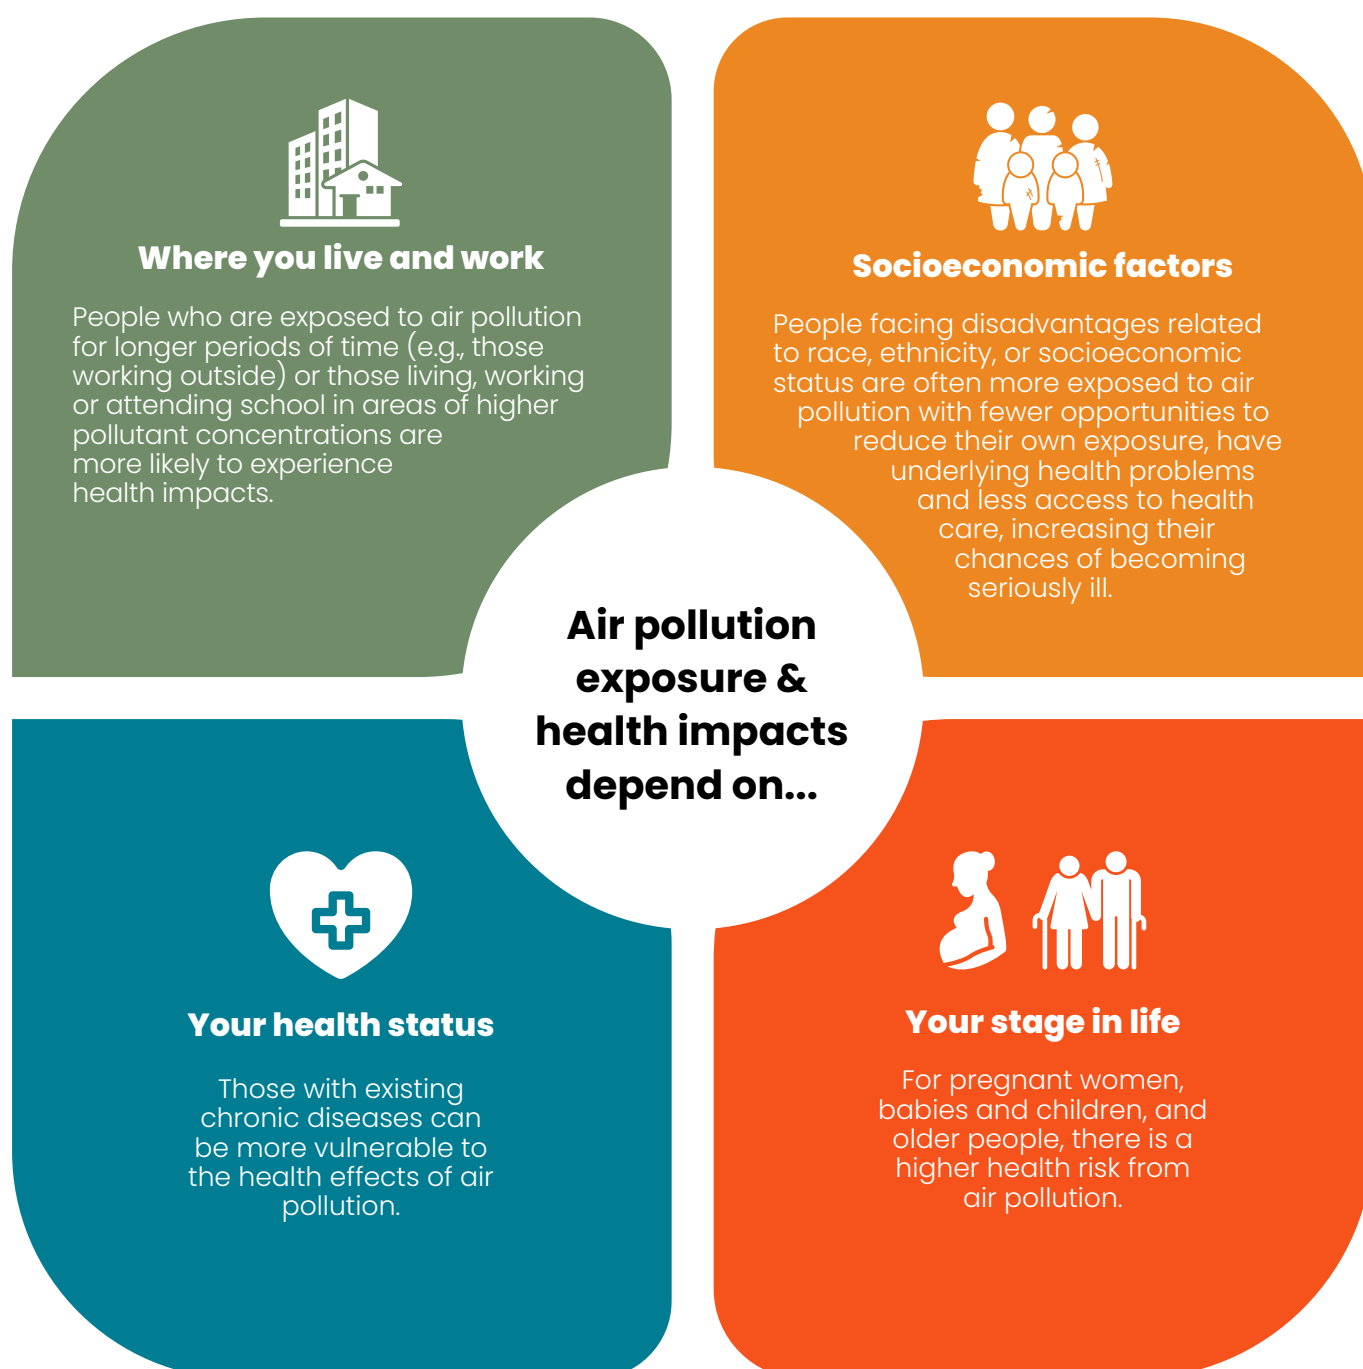 Where you live and work
People who are exposed to air pollution
for longer periods of time (e.g., those
working outside) or those living, working
or attending school in areas of higher
pollutant concentrations are
more likely to experience
health impacts.
Socioeconomic factors
People facing disadvantages related
to race, ethnicity, or socioeconomic
status are often more exposed to air
pollution with fewer opportunities to
reduce their own exposure, have
underlying health problems
and less access to health
care, increasing their
chances of becoming
seriously ill.
Air pollution
exposure &
health impacts
depend on...
Your health status
Those with existing
chronic diseases can
be more vulnerable to
the health effects of air
pollution.
Your stage in life
For pregnant women,
babies and children, and
older people, there is a
higher health risk from
air pollution.